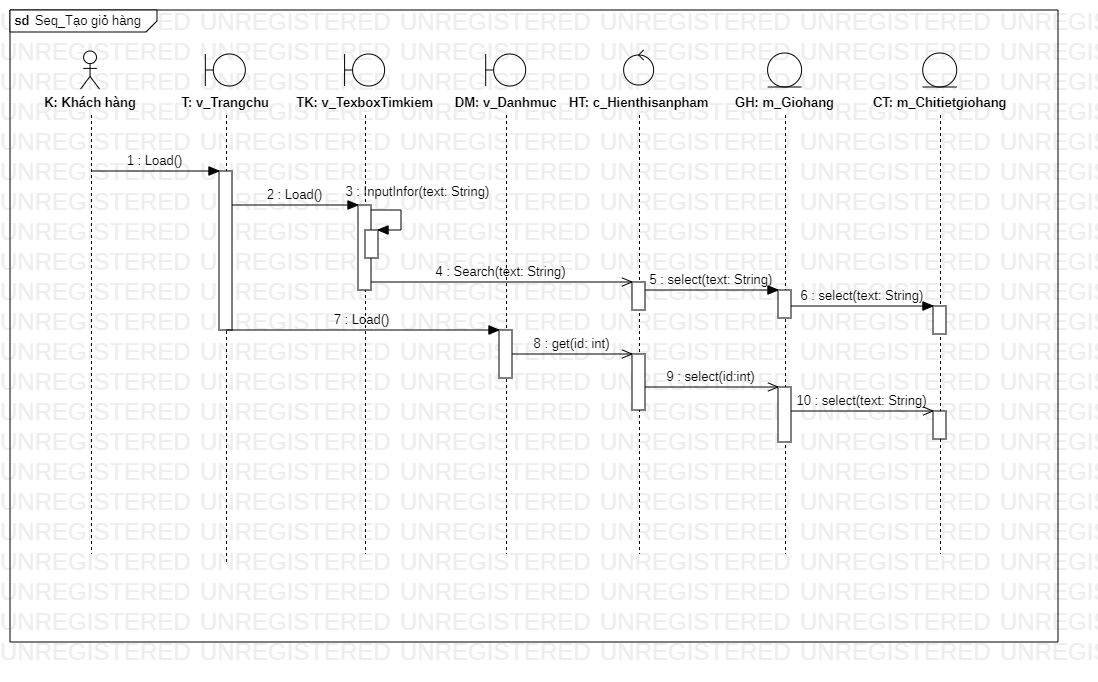 sd Seq_Tạo giỏ hàng
K: Khách hàng
T: v_Trangchu
TK: v_TexboxTimkiem
DM: v_Danhmuc
HT: c_Hienthisanpham
GH: m_Giohang
CT: m_Chitietgiohang
1 : Load()
2 : Load()
3 : InputInfor(text: String)
4 : Search(text: String)
5 : select(text: String)
6 : select(text: String)
7 : Load()
8 : get(id: int)
9 : select(id:int)
10 : select(text: String)
UNREGISTERED